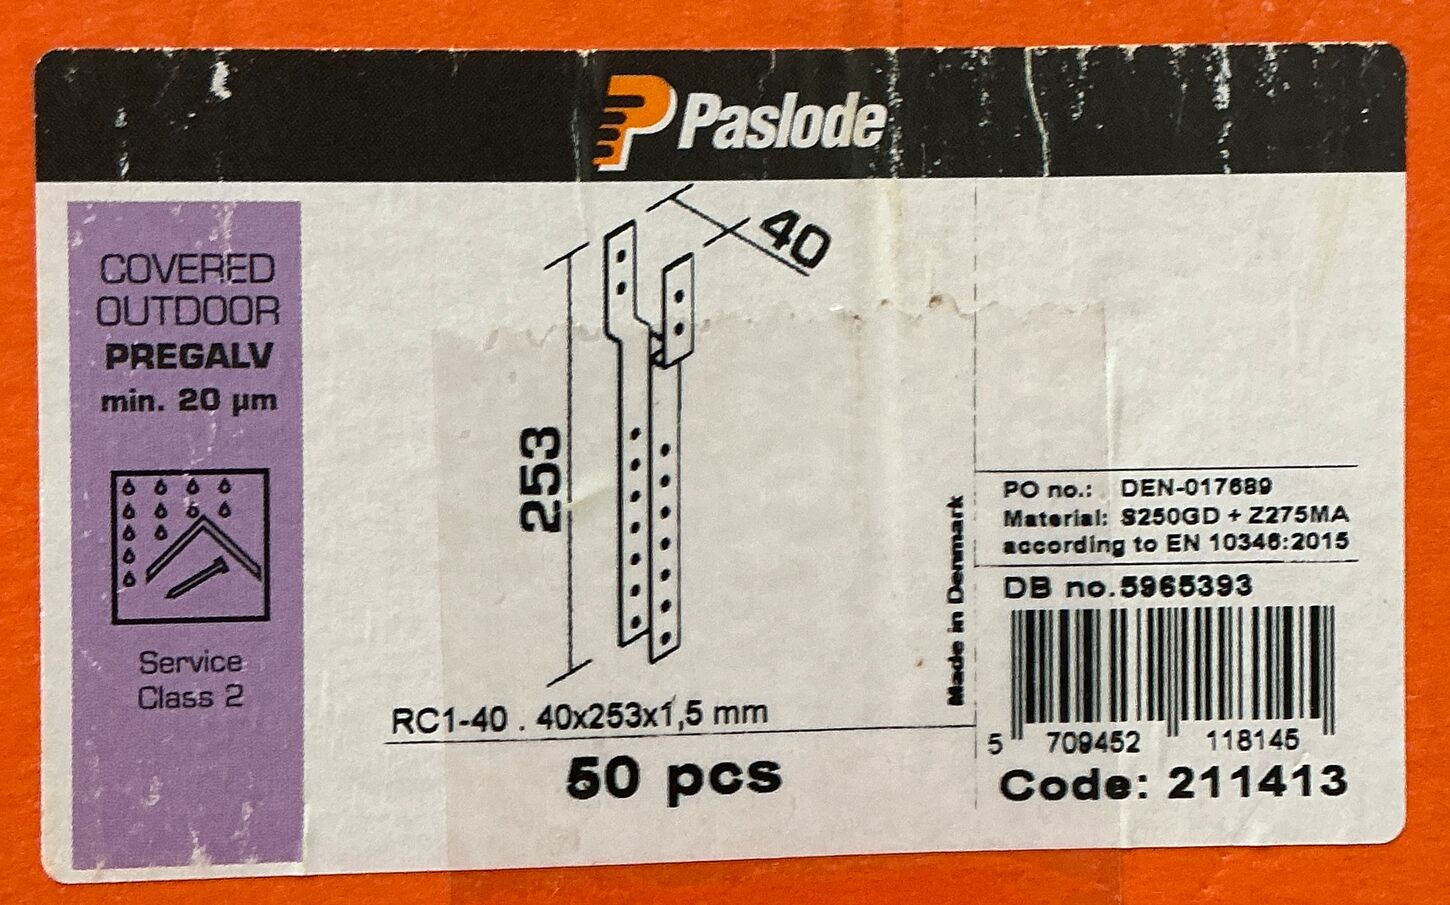 Paslode
COVERED
OUTDOOR
PREGALV
min. 20 µm
Service
Class 2
40
253
RC1-40 . 40x253x1,5 mm
50 pcs
Made in Denmark
PO no.: DEN-017689
Material: S250GD + Z275MA
according to EN 10346:2015
DB no.5965393
5 709452 118145
Code: 211413